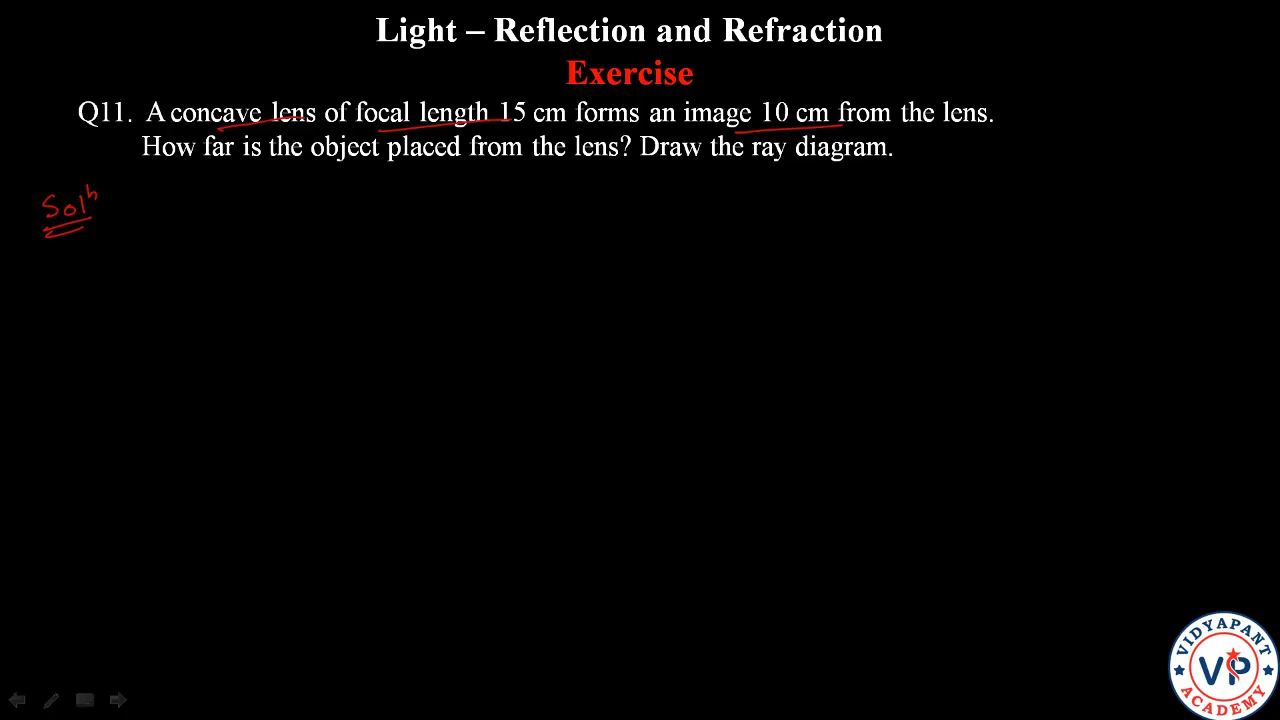 Light – Reflection and Refraction
Exercise
Q11. A concave lens of focal length 15 cm forms an image 10 cm from the lens.
How far is the object placed from the lens? Draw the ray diagram.
Solⁿ
VIDYAPANT
VP
ACADEMY